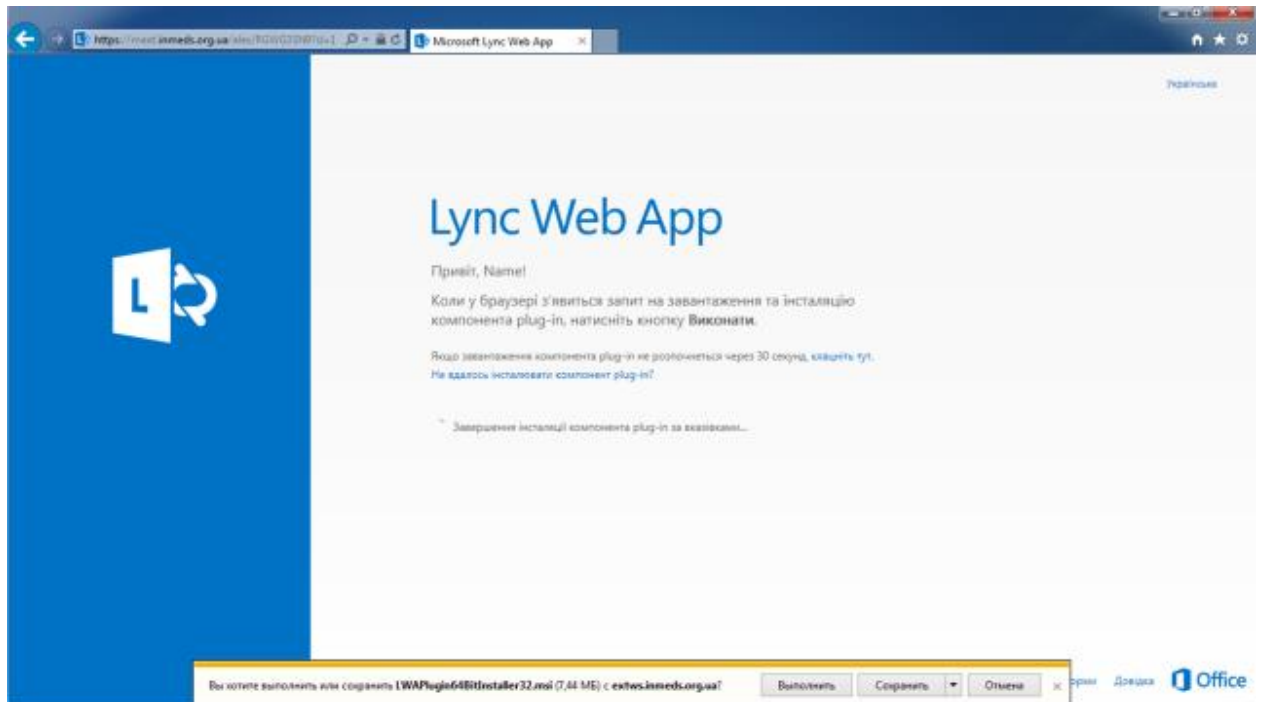 Microsoft Lync Web App
Українська
Lync Web App
L
Привіт, Name!
Коли у браузері з'явиться запит на завантаження та інсталяцію
компонента plug-in, натисніть кнопку Виконати.
Якщо завантаження компонента plug-in не розпочнеться через 30 секунд, клацніть тут.
Не вдалось інсталювати компонент plug-in?
Завершення інсталяції компонента plug-in за вказівками...
Вы хотите выполнить или сохранить LWAPlugin64BitInstaller32.msi (7,44 МБ) с extws.inmeds.org.ua?
Выполнить Сохранить Отмена
Довідка Office